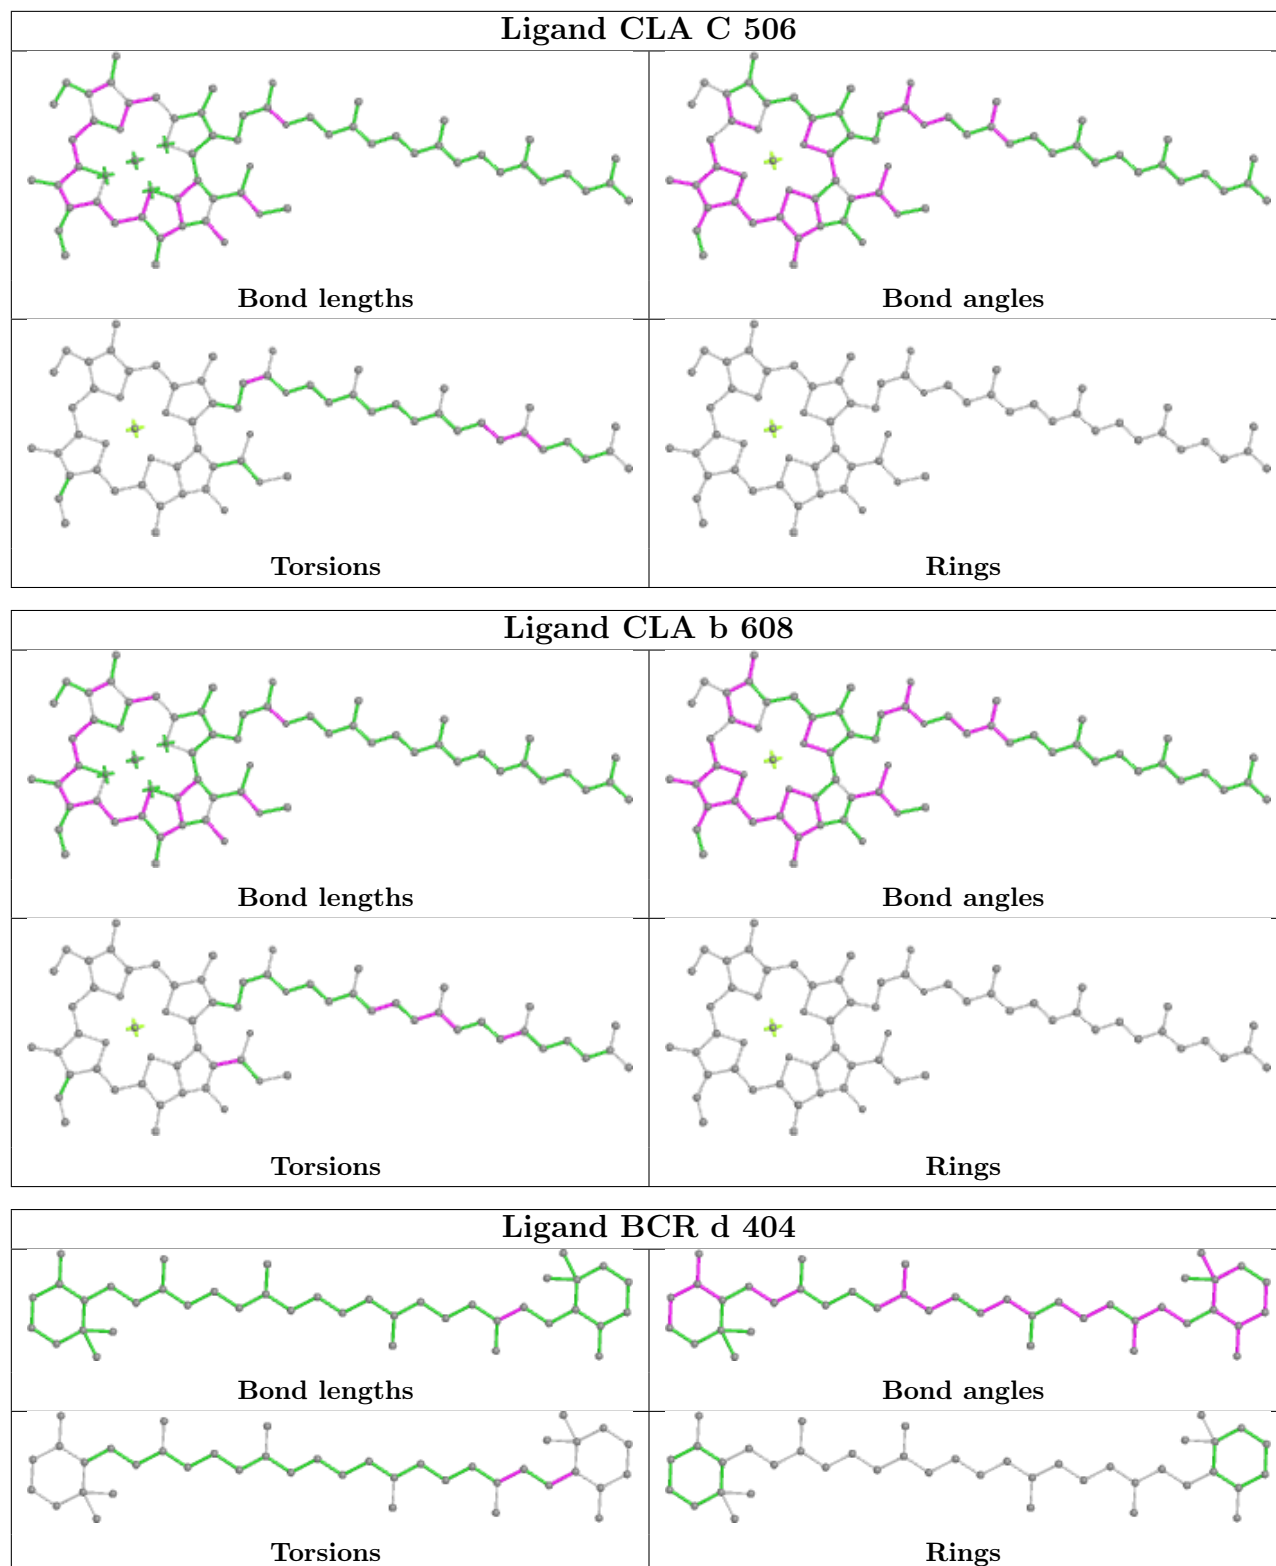 Ligand CLA C 506
Bond lengths
Bond angles
Torsions
Rings
Ligand CLA b 608
Bond lengths
Bond angles
Torsions
Rings
Ligand BCR d 404
Bond lengths
Bond angles
Torsions
Rings